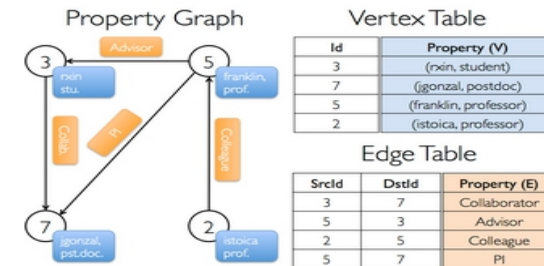 Property Graph
Advisor
3
5
rxin
stu.
franklin,
prof.
Collab.
PI
Colleague
7
2
jgonzal,
pst.doc.
istoica
prof.
Vertex Table
Id Property (V)
3 (rxin, student)
7 (jgonzal, postdoc)
5 (franklin, professor)
2 (istoica, professor)
Edge Table
SrcId DstId Property (E)
3 7 Collaborator
5 3 Advisor
2 5 Colleague
5 7 PI